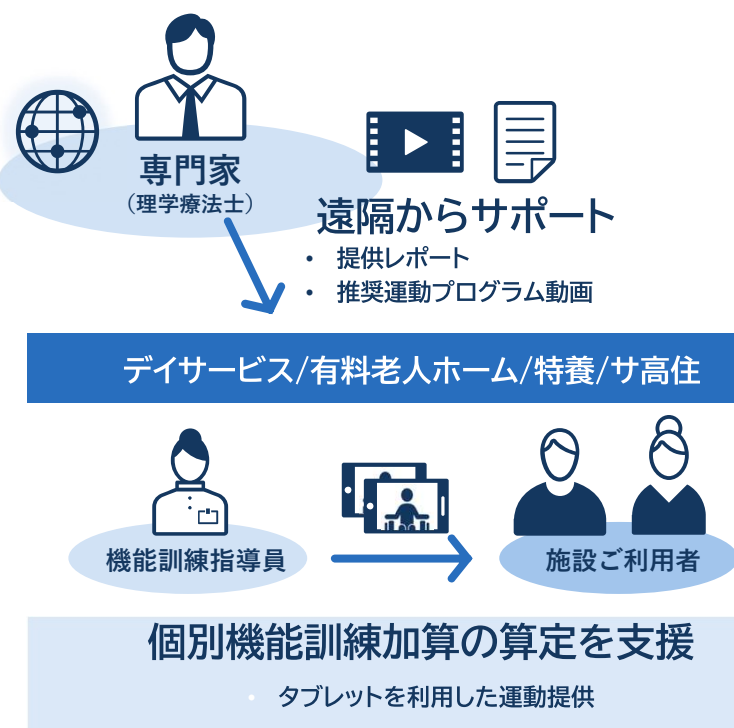 専門家
（理学療法士）
遠隔からサポート
・ 提供レポート
・ 推奨運動プログラム動画
デイサービス/有料老人ホーム/特養/サ高住
機能訓練指導員
施設ご利用者
個別機能訓練加算の算定を支援
・ タブレットを利用した運動提供